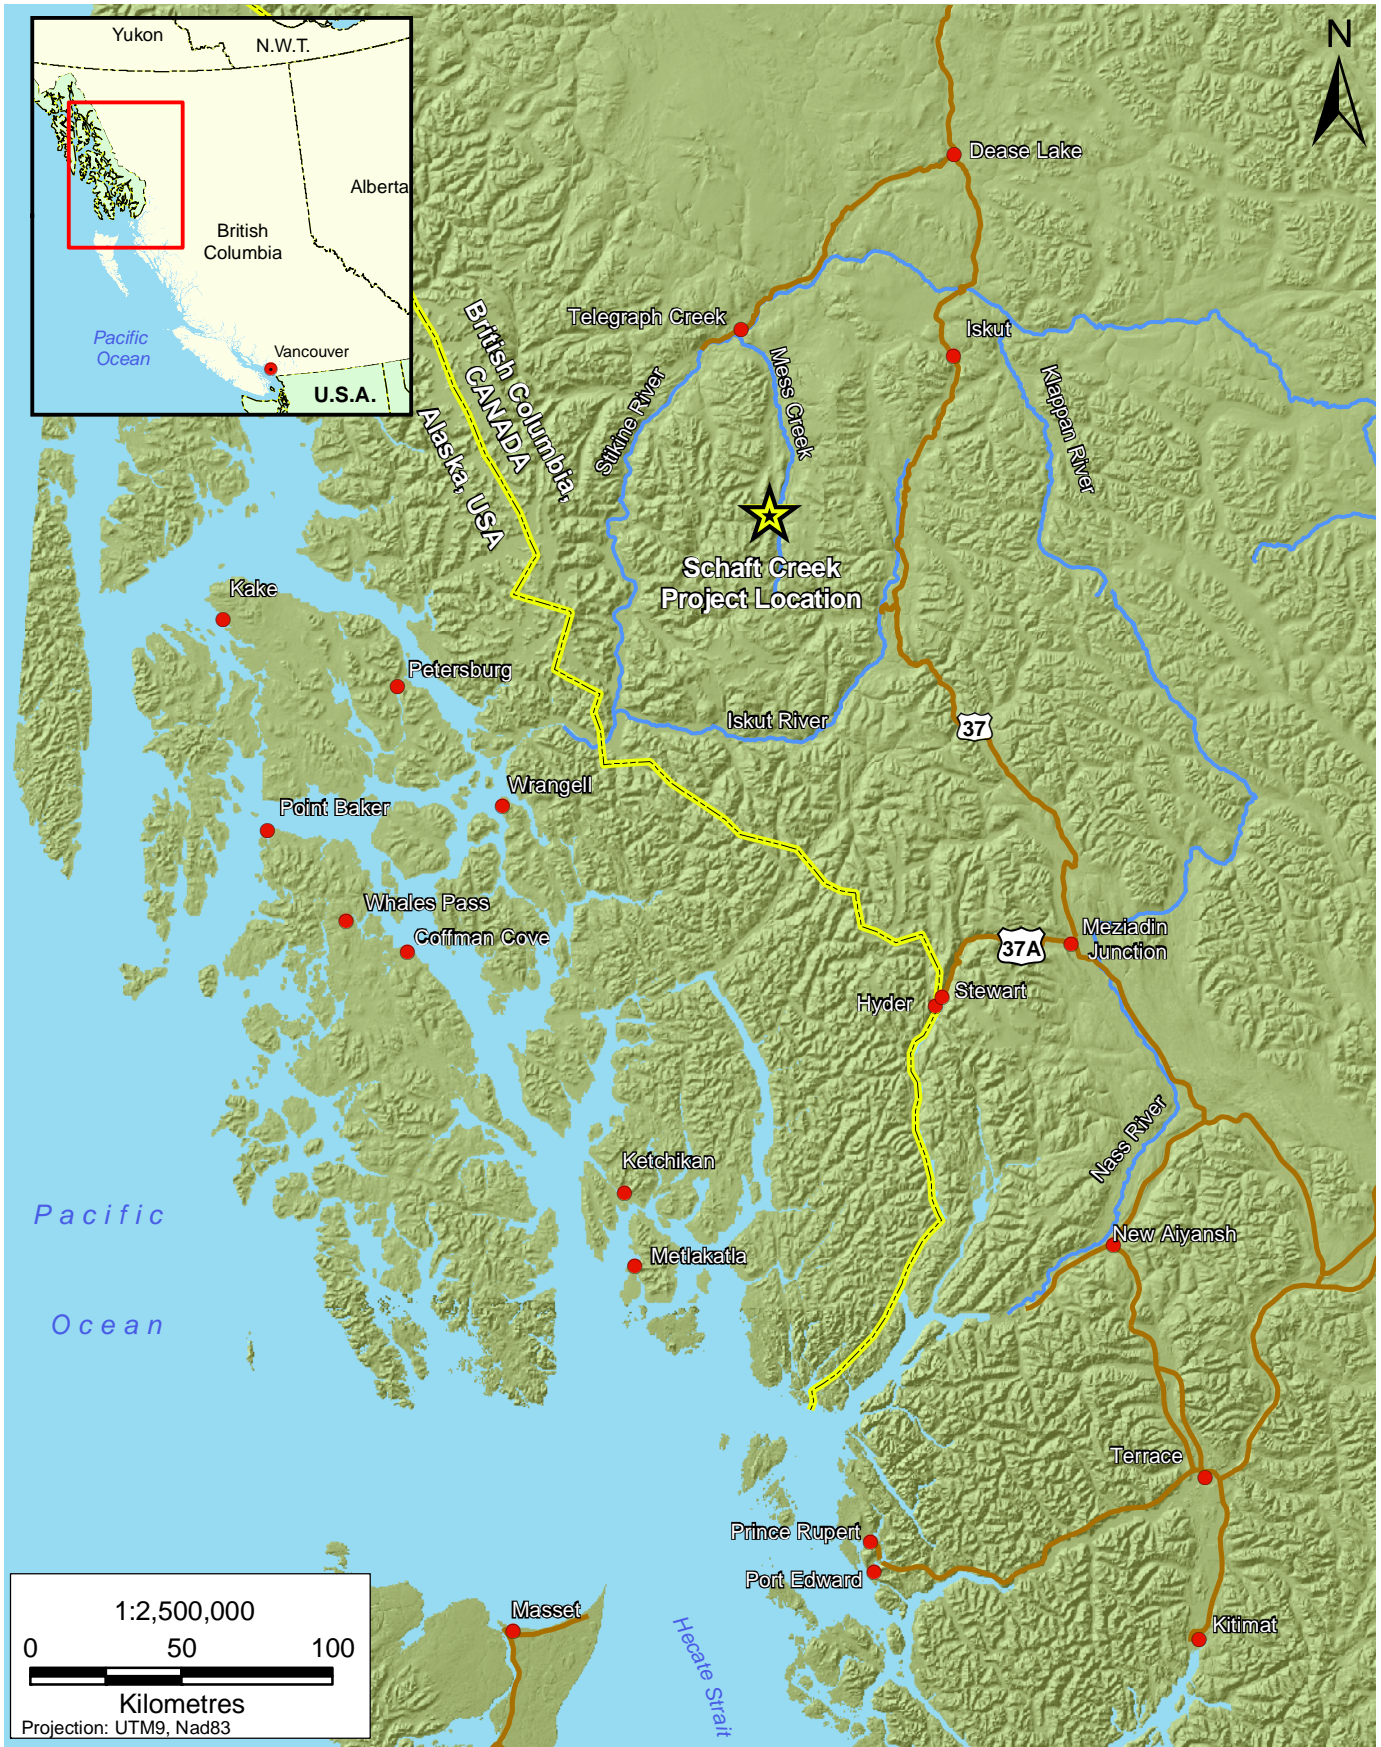 Yukon
N.W.T.
Alberta
British
Columbia
Pacific
Ocean
Vancouver
U.S.A.
N
Dease Lake
Telegraph Creek
Iskut
British Columbia,
CANADA
Alaska, USA
Stikine River
Mess Creek
Klappan River
Schaft Creek
Project Location
Kake
Petersburg
Iskut River
37
Wrangell
Point Baker
Whales Pass
Coffman Cove
Meziadin
Junction
37A
Stewart
Hyder
Nass River
Ketchikan
New Aiyansh
Metlakatla
Pacific
Ocean
Terrace
Prince Rupert
Port Edward
Masset
Kitimat
Hecate Strait
1:2,500,000
0 50 100
Kilometres
Projection: UTM9, Nad83